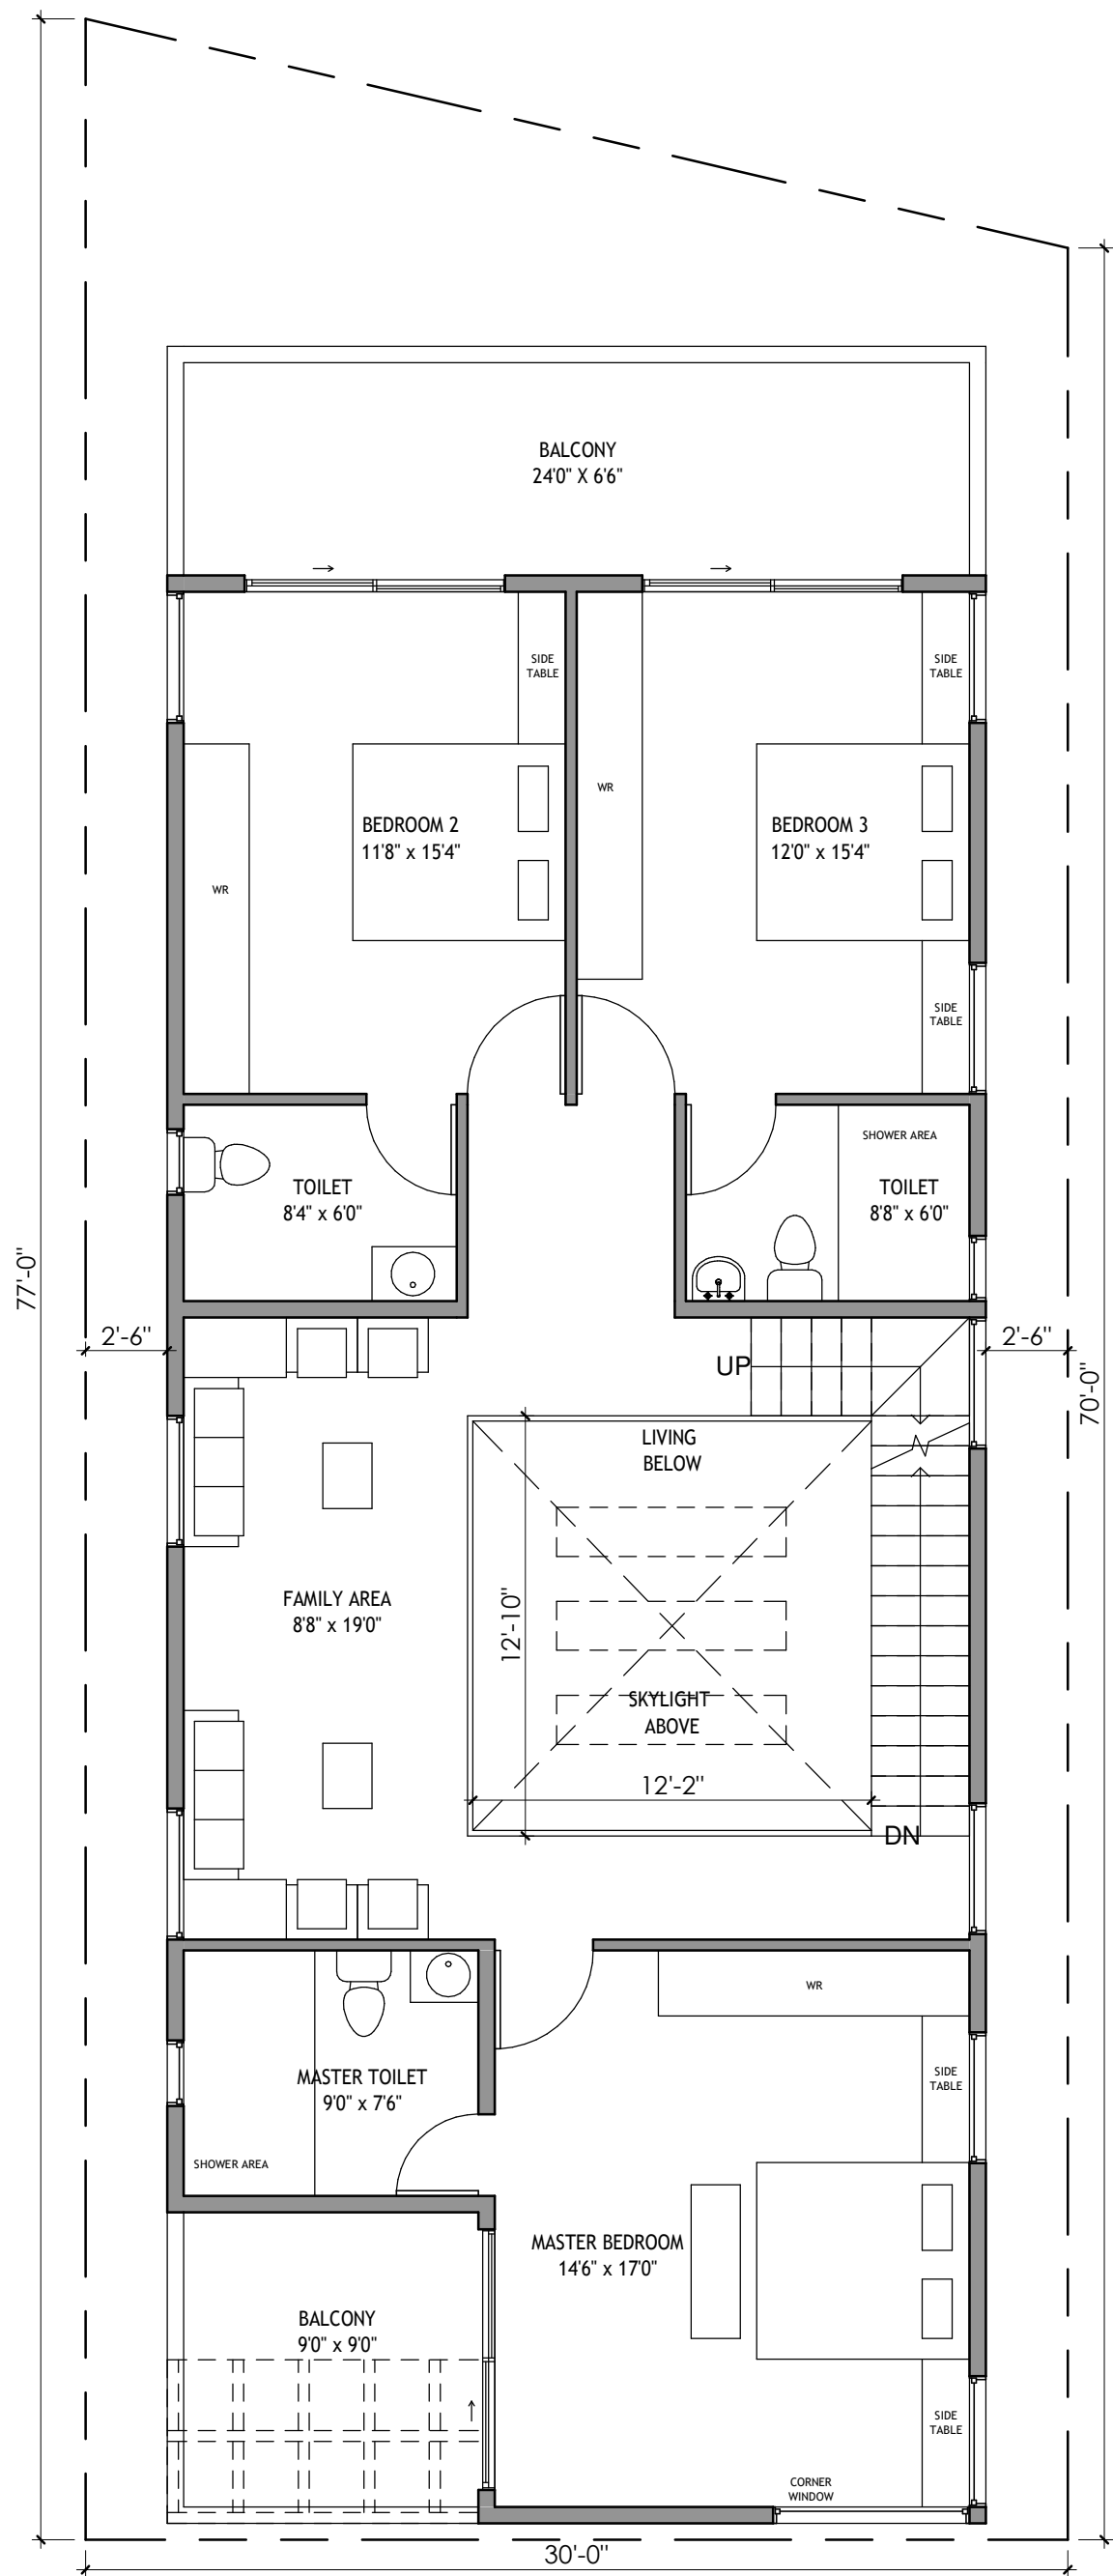 BALCONY
24'0" X 6'6"
SIDE
TABLE
SIDE
TABLE
WR
BEDROOM 2
11'8" x 15'4"
BEDROOM 3
12'0" x 15'4"
WR
SIDE
TABLE
SHOWER AREA
TOILET
8'4" x 6'0"
TOILET
8'8" x 6'0"
77'-0"
2'-6"
2'-6"
70'-0"
UP
LIVING
BELOW
FAMILY AREA
8'8" x 19'0"
12'-10"
SKYLIGHT
ABOVE
12'-2"
DN
WR
MASTER TOILET
9'0" x 7'6"
SIDE
TABLE
SHOWER AREA
MASTER BEDROOM
14'6" x 17'0"
BALCONY
9'0" x 9'0"
SIDE
TABLE
CORNER
WINDOW
30'-0"